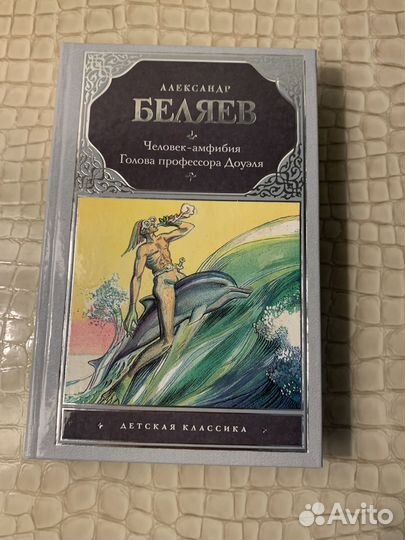 АЛЕКСАНДР
БЕЛЯЕВ
Человек-амфибия
Голова профессора Доуэля
ДЕТСКАЯ КЛАССИКА
Avito